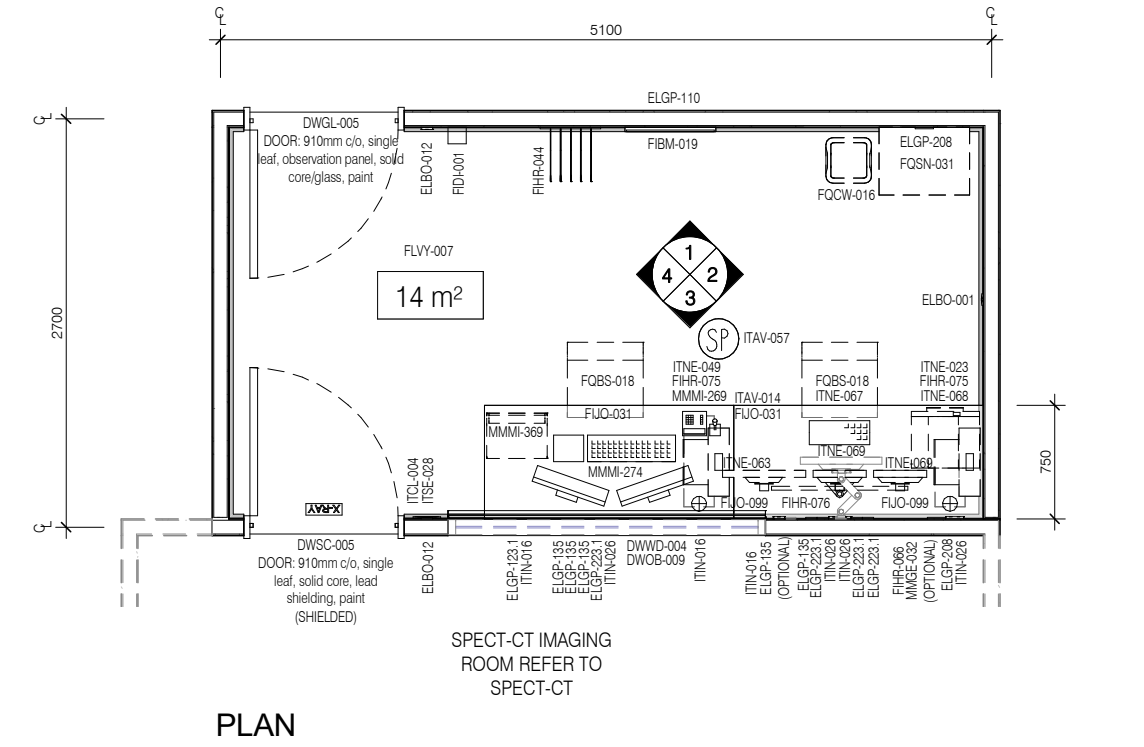 CL
CL
5100
CL
ELGP-110
DWGL-005
DOOR: 910mm c/o, single
leaf, observation panel, solid
core/glass, paint
ELBO-012
FIDI-001
FIHR-044
FIBM-019
ELGP-208
FQSN-031
FQCW-016
FLVY-007
14 m²
1
2
3
4
ELBO-001
2700
SP
ITAV-057
ITNE-049
FIHR-075
MMMI-269
ITNE-023
FIHR-075
ITNE-068
FQBS-018
FQBS-018
ITNE-067
ITAV-014
FIJO-031
FIJO-031
MMMI-369
MMMI-274
ITNE-069
ITNE-063
ITNE-069
750
FIJO-099
FIHR-076
FIJO-099
ITCL-004
ITSE-028
X-RAY
CL
DWSC-005
DOOR: 910mm c/o, single
leaf, solid core, lead
shielding, paint
(SHIELDED)
ELBO-012
ELGP-123.1
ITIN-016
ELGP-135
ELGP-135
ELGP-135
ELGP-223.1
ITIN-026
DWWD-004
DWOB-009
ITIN-016
ITIN-016
ELGP-135
(OPTIONAL)
ELGP-135
ELGP-223.1
ITIN-026
ITIN-026
ELGP-223.1
ELGP-223.1
FIHR-066
MMGE-032
(OPTIONAL)
ELGP-208
ITIN-026
SPECT-CT IMAGING
ROOM REFER TO
SPECT-CT
PLAN